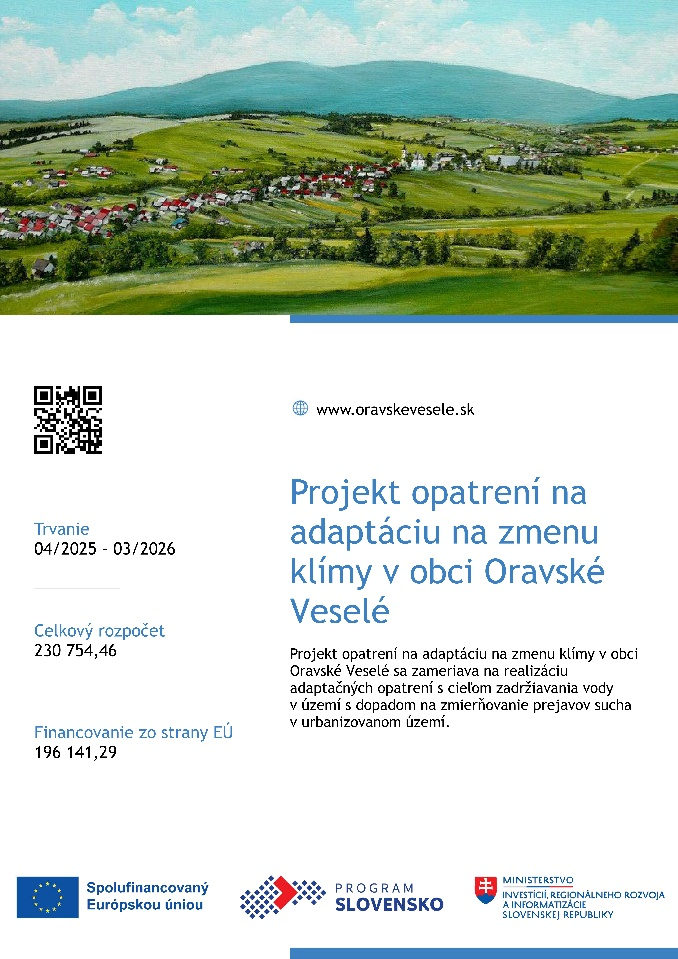 www.oravskevesele.sk
Projekt opatrení na
adaptáciu na zmenu
klímy v obci Oravské
Veselé
Projekt opatrení na adaptáciu na zmenu klímy v obci
Oravské Veselé sa zameriava na realizáciu
adaptačných opatrení s cieľom zadržiavania vody
v území s dopadom na zmierňovanie prejavov sucha
v urbanizovanom území.
Trvanie
04/2025 – 03/2026
Celkový rozpočet
230 754,46
Financovanie zo strany EÚ
196 141,29
Spolufinancovaný
Európskou úniou
PROGRAM
SLOVENSKO
MINISTERSTVO
INVESTÍCIÍ, REGIONÁLNEHO ROZVOJA
A INFORMATIZÁCIE
SLOVENSKEJ REPUBLIKY